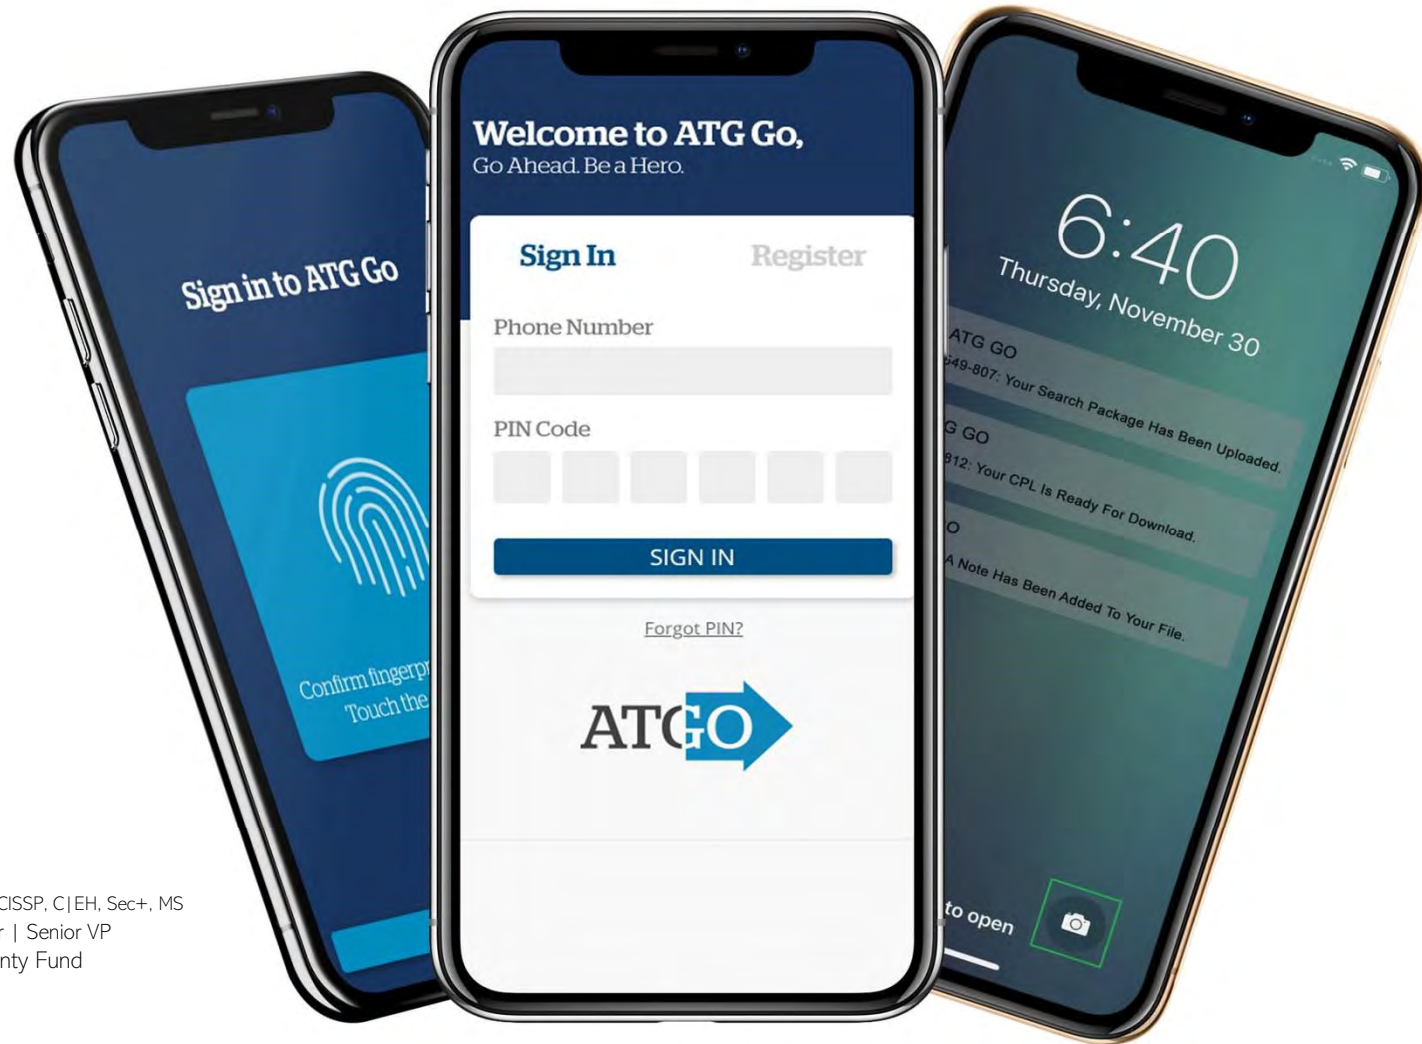 Sign in to ATG Go
Confirm
Touch the
Welcome to ATG Go,
Go Ahead. Be a Hero.
Sign In
Register
Phone Number
PIN Code
SIGN IN
Forgot PIN?
ATGO
6:40
Thursday, November 30
ATG GO
649-807: Your Search Package Has Been Uploaded.
GO
812: Your CPL Is Ready For Download.
A Note Has Been Added To Your File.
to open
CISSP, C|EH, Sec+, MS
| Senior VP
Fund